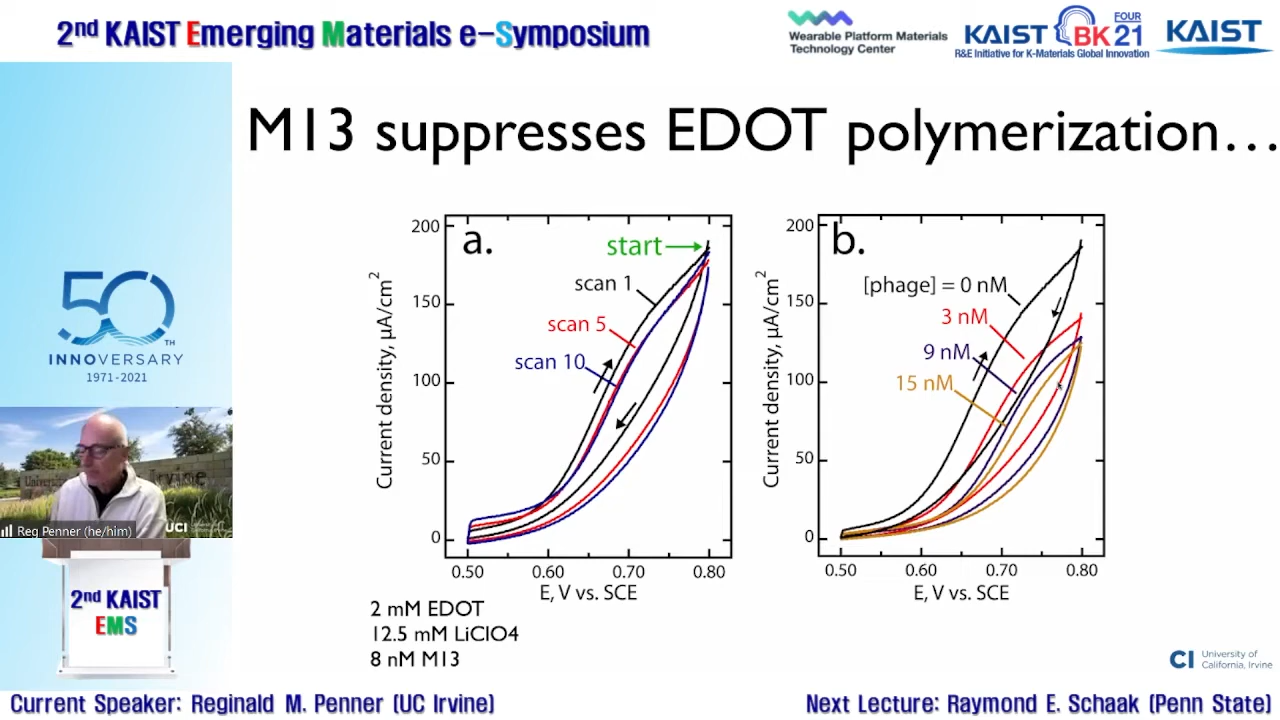 2nd KAIST Emerging Materials e-Symposium
Wearable Platform Materials
Technology Center
KAIST BK21 FOUR
R&E Initiative for K-Materials Global Innovation
KAIST
M13 suppresses EDOT polymerization…
50TH
INNOVERSARY
1971-2021
a.
start
scan 1
scan 5
scan 10
200
150
100
50
0
Current density, µA/cm2
0.50 0.60 0.70 0.80
E, V vs. SCE
b.
[phage] = 0 nM
3 nM
9 nM
15 nM
200
150
100
50
0
Current density, µA/cm2
0.50 0.60 0.70 0.80
E, V vs. SCE
2 mM EDOT
12.5 mM LiClO4
8 nM M13
Irvine
UCI
Reg Penner (he/him)
2nd KAIST
EMS
CI University of
California, Irvine
Current Speaker: Reginald M. Penner (UC Irvine)
Next Lecture: Raymond E. Schaak (Penn State)